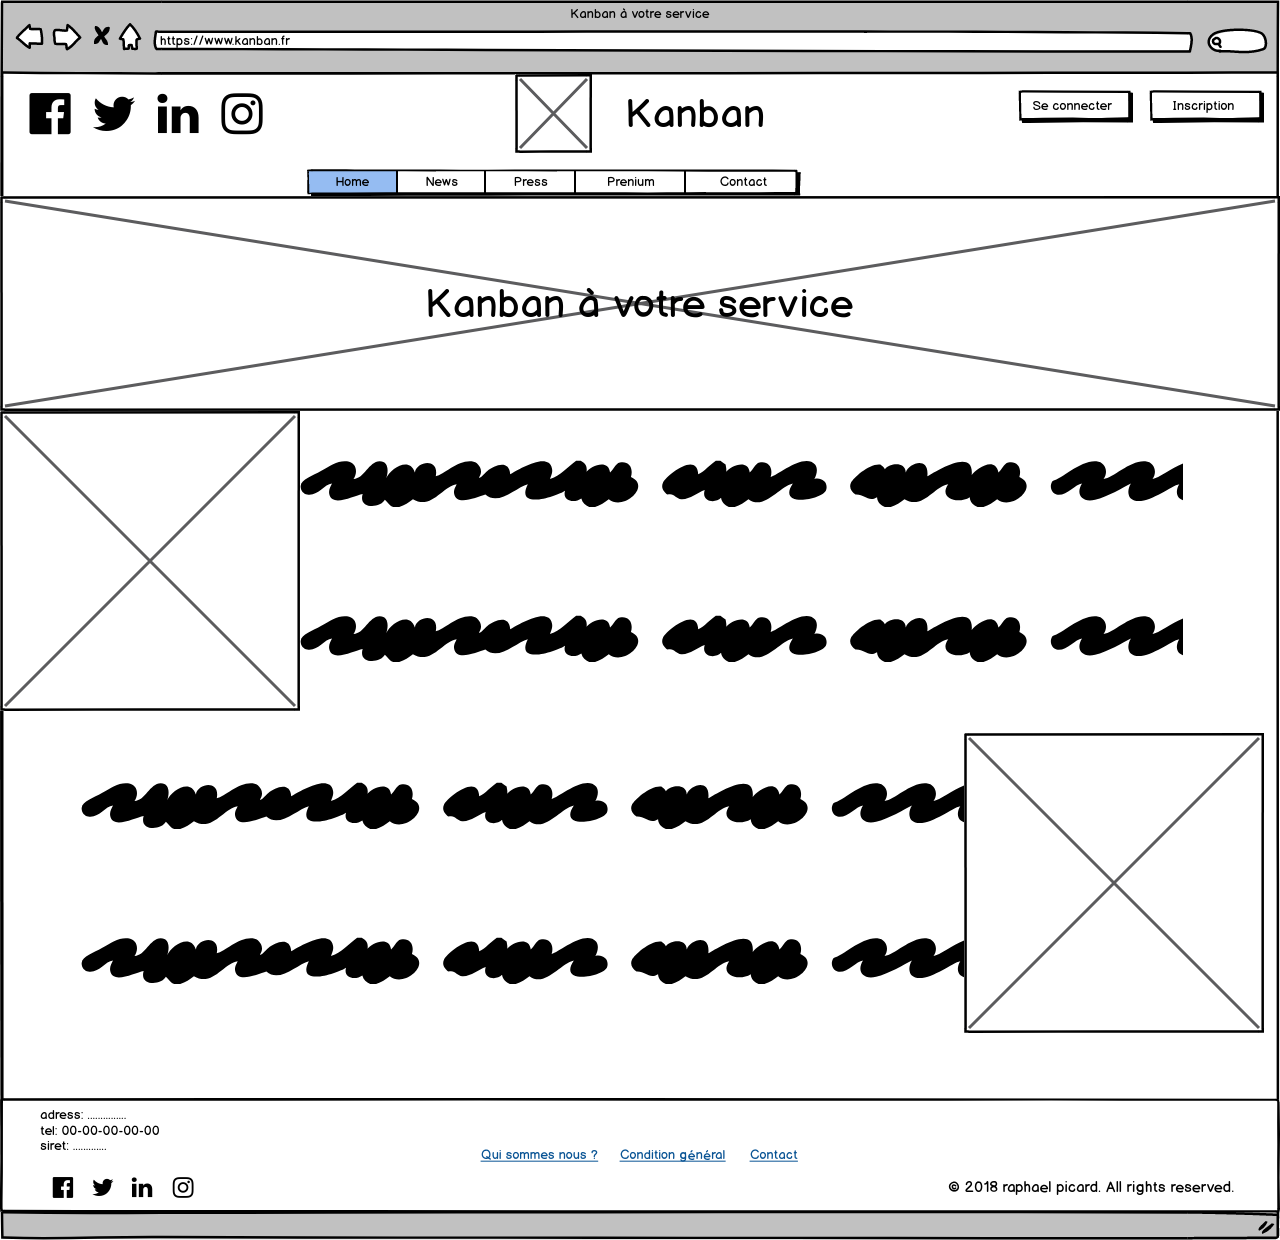 Kanban à votre service
https://www.kanban.fr
Kanban
Se connecter
Inscription
Home
News
Press
Prenium
Contact
Kanban à votre service
adress: ...............
tel: 00-00-00-00-00
siret: .............
Qui sommes nous ?
Condition général
Contact
© 2018 raphael picard. All rights reserved.